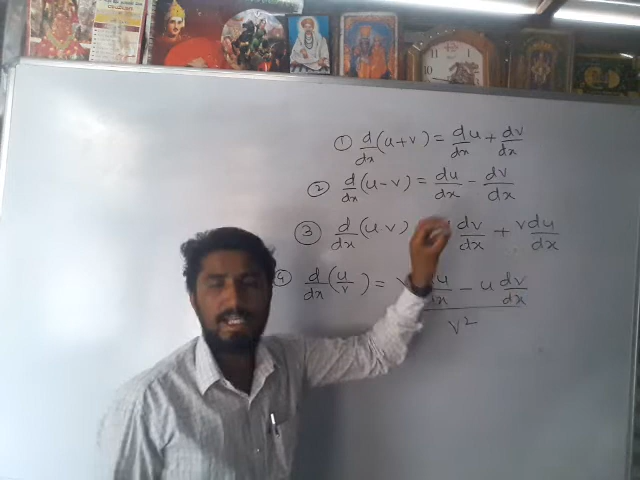 ① d/dx (u+v) = du/dx + dv/dx
② d/dx (u-v) = du/dx - dv/dx
③ d/dx (u.v) dv/dx + v du/dx
④ d/dx (u/v) = du/dx - u dv/dx / v²